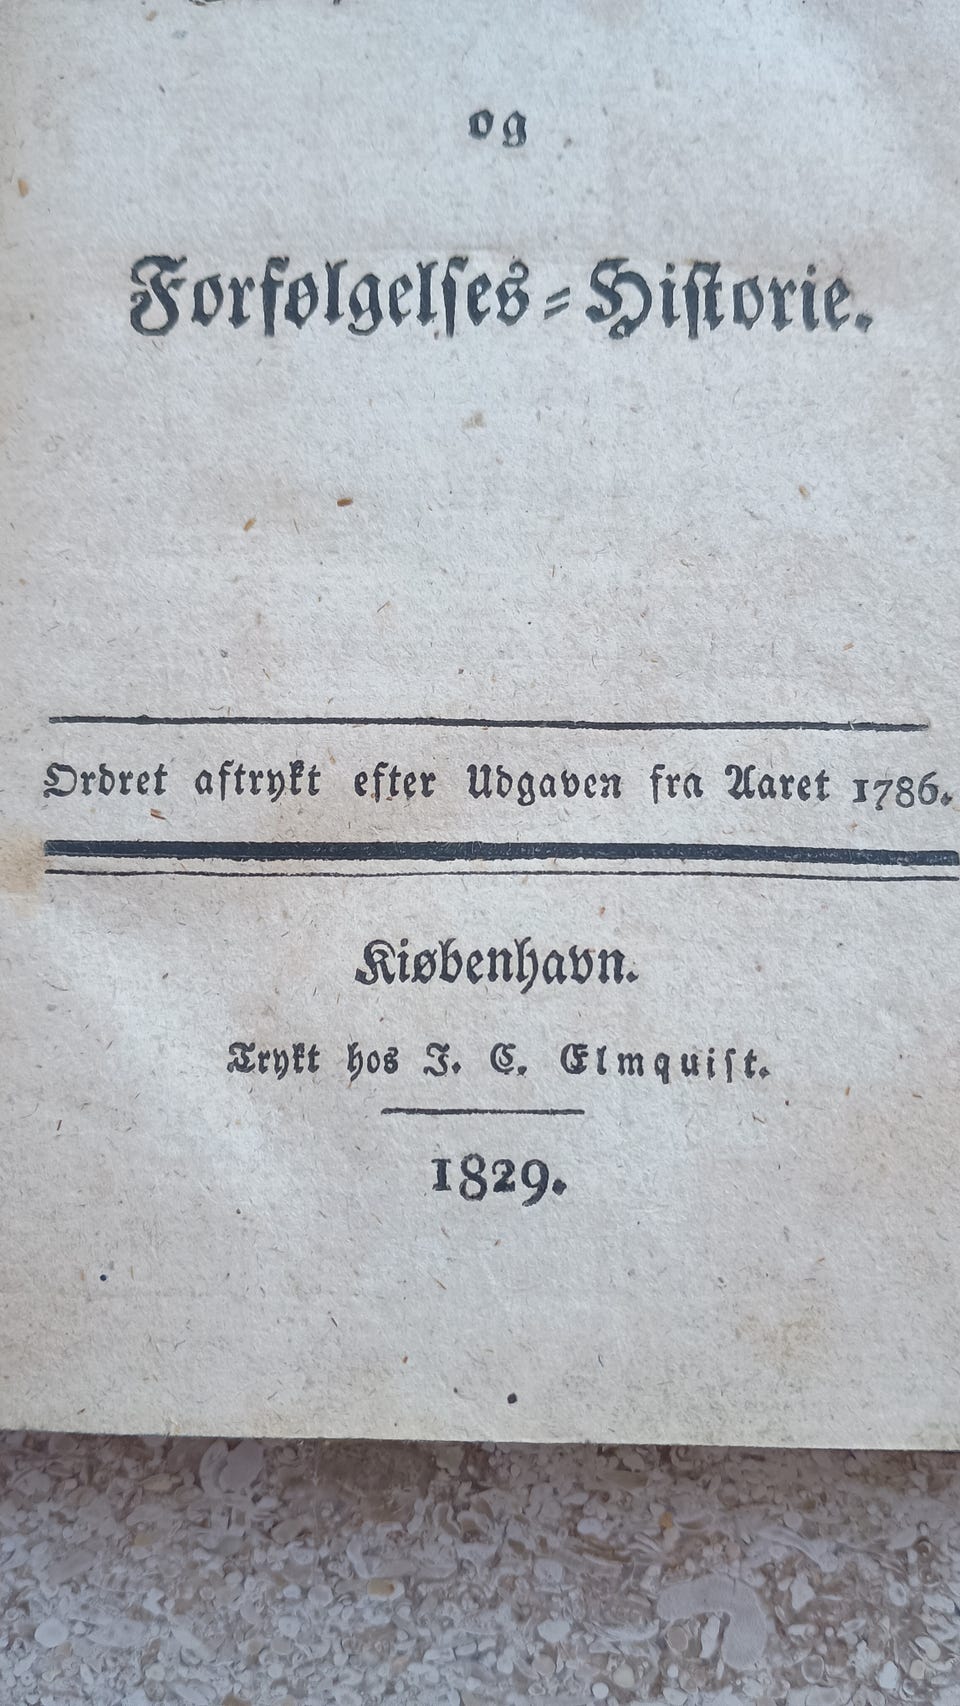 og
Forfølgelses-Historie.
Ordret aftrykt efter Udgaven fra Aaret 1786.
Kiøbenhavn.
Trykt hos J. C. Elmquist.
1829.